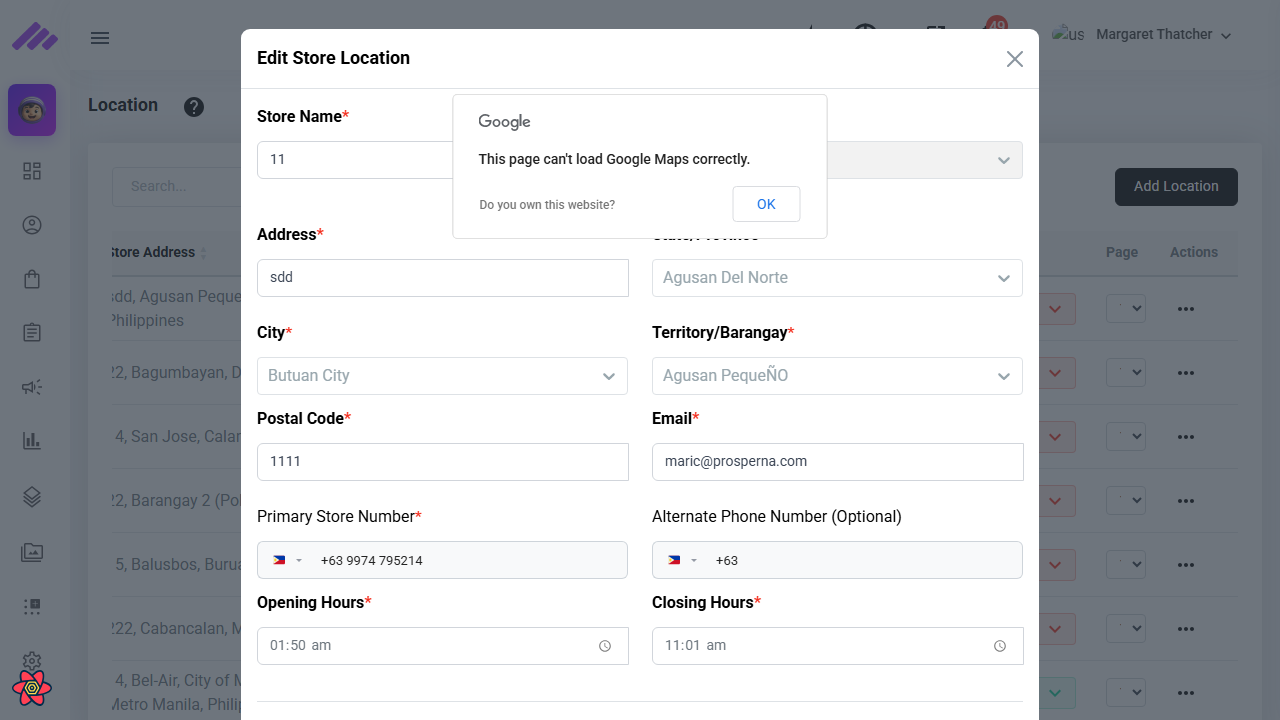 49
Margaret Thatcher
Edit Store Location
Location
Store Name*
11
Google
This page can't load Google Maps correctly.
Do you own this website?
OK
Search...
Add Location
Address*
sdd
Agusan Del Norte
Store Address
Page
Actions
sdd, Agusan Peque
Philippines
City*
Butuan City
Territory/Barangay*
Agusan PequeÑO
22, Bagumbayan, D
Postal Code*
1111
Email*
maric@prosperna.com
4, San Jose, Calar
22, Barangay 2 (Po
Primary Store Number*
+63 9974 795214
Alternate Phone Number (Optional)
+63
5, Balusbos, Burua
Opening Hours*
01:50 am
Closing Hours*
11:01 am
222, Cabancalan, M
4, Bel-Air, City of M
Metro Manila, Philip